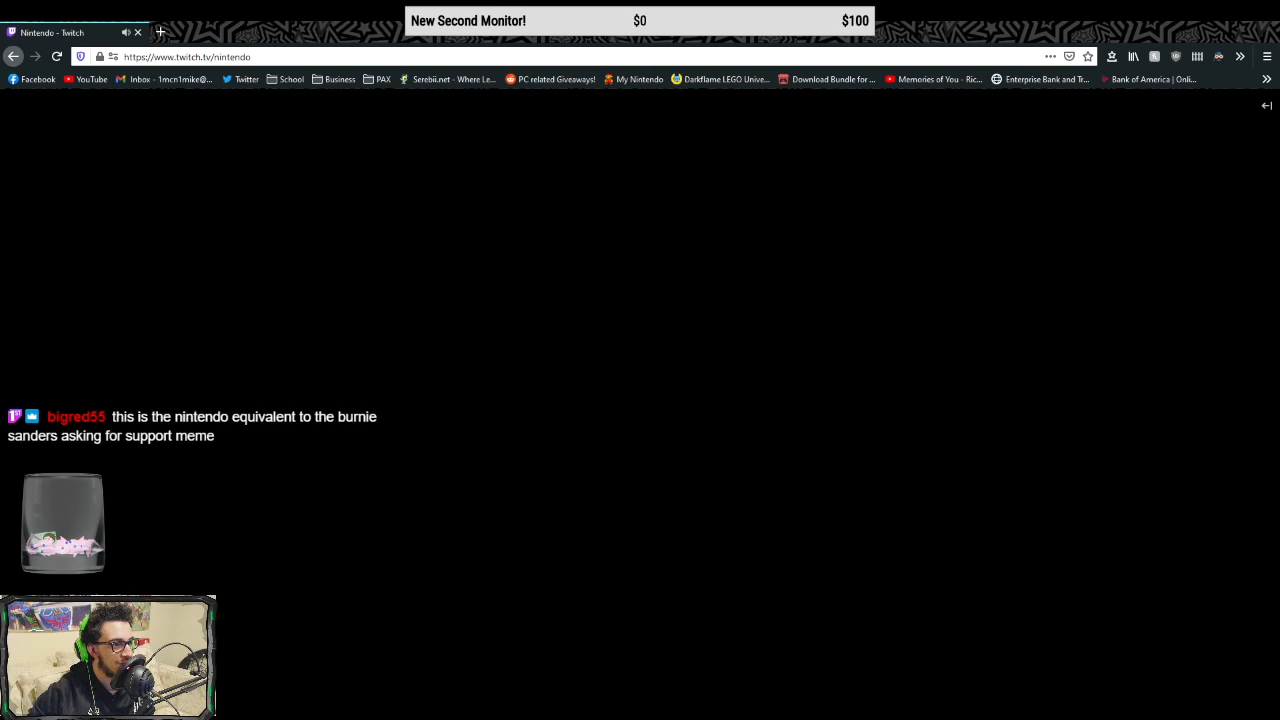 New Second Monitor! $0 $100
Nintendo - Twitch
https://www.twitch.tv/nintendo
Facebook YouTube Inbox - 1mcn1mike@... Twitter School Business PAX Serebii.net - Where Le... PC related Giveaways! My Nintendo Darkflame LEGO Unive... Download Bundle for ... Memories of You - Ric... Enterprise Bank and Tr... Bank of America | Onli...
1ST bigred55 this is the nintendo equivalent to the burnie
sanders asking for support meme